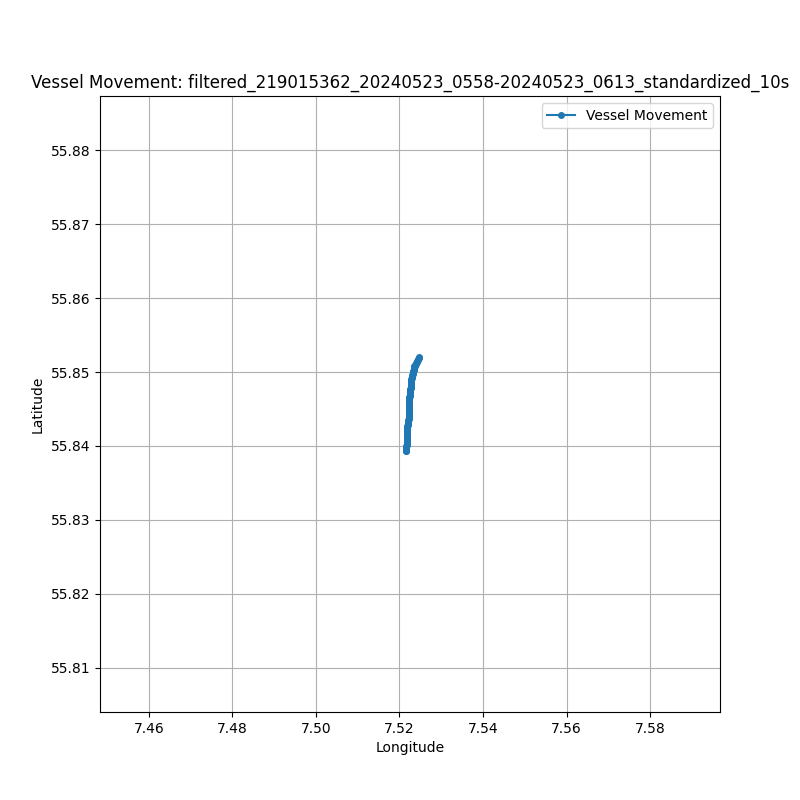 Vessel Movement: filtered_219015362_20240523_0558-20240523_0613_standardized_10s
Vessel Movement
55.88
55.87
55.86
55.85
55.84
55.83
55.82
55.81
Latitude
7.46 7.48 7.50 7.52 7.54 7.56 7.58
Longitude